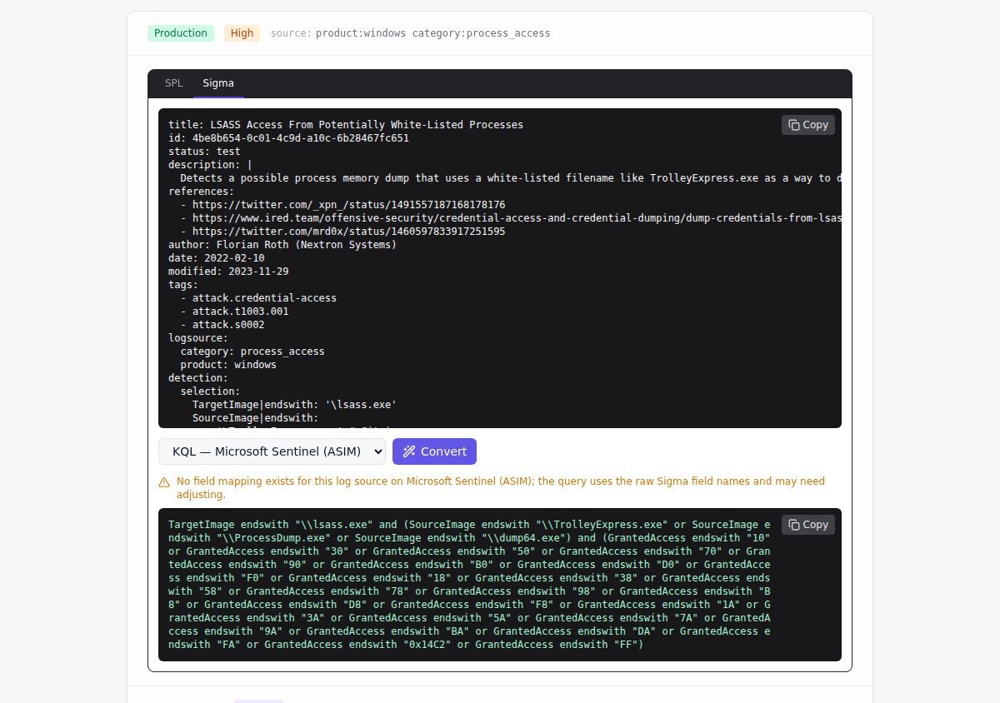 Production High source: product:windows category:process_access
SPL Sigma
Copy
title: LSASS Access From Potentially White-Listed Processes
id: 4be8b654-0c01-4c9d-a10c-6b28467fc651
status: test
description: |
  Detects a possible process memory dump that uses a white-listed filename like TrolleyExpress.exe as a way to d
references:
  - https://twitter.com/_xpn_/status/1491557187168178176
  - https://www.ired.team/offensive-security/credential-access-and-credential-dumping/dump-credentials-from-lsas
  - https://twitter.com/mrd0x/status/1460597833917251595
author: Florian Roth (Nextron Systems)
date: 2022-02-10
modified: 2023-11-29
tags:
  - attack.credential-access
  - attack.t1003.001
  - attack.s0002
logsource:
  category: process_access
  product: windows
detection:
  selection:
    TargetImage|endswith: '\lsass.exe'
    SourceImage|endswith:
KQL — Microsoft Sentinel (ASIM) Convert
No field mapping exists for this log source on Microsoft Sentinel (ASIM); the query uses the raw Sigma field names and may need
adjusting.
Copy
TargetImage endswith "\\lsass.exe" and (SourceImage endswith "\\TrolleyExpress.exe" or SourceImage e
ndswith "\\ProcessDump.exe" or SourceImage endswith "\\dump64.exe") and (GrantedAccess endswith "10"
or GrantedAccess endswith "30" or GrantedAccess endswith "50" or GrantedAccess endswith "70" or Gran
tedAccess endswith "90" or GrantedAccess endswith "B0" or GrantedAccess endswith "D0" or GrantedAcce
ss endswith "F0" or GrantedAccess endswith "18" or GrantedAccess endswith "38" or GrantedAccess ends
with "58" or GrantedAccess endswith "78" or GrantedAccess endswith "98" or GrantedAccess endswith "B
8" or GrantedAccess endswith "D8" or GrantedAccess endswith "F8" or GrantedAccess endswith "1A" or G
rantedAccess endswith "3A" or GrantedAccess endswith "5A" or GrantedAccess endswith "7A" or GrantedA
ccess endswith "9A" or GrantedAccess endswith "BA" or GrantedAccess endswith "DA" or GrantedAccess e
ndswith "FA" or GrantedAccess endswith "0x14C2" or GrantedAccess endswith "FF")